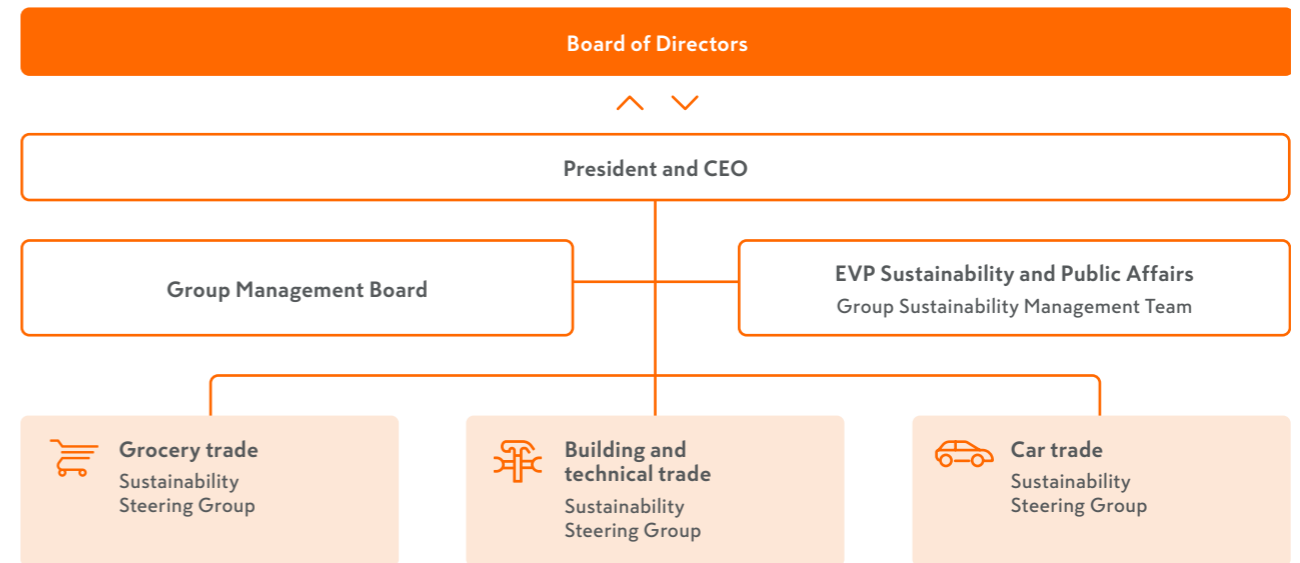 Board of Directors
President and CEO
Group Management Board
EVP Sustainability and Public Affairs
Group Sustainability Management Team
Grocery trade
Sustainability
Steering Group
Building and
technical trade
Sustainability
Steering Group
Car trade
Sustainability
Steering Group